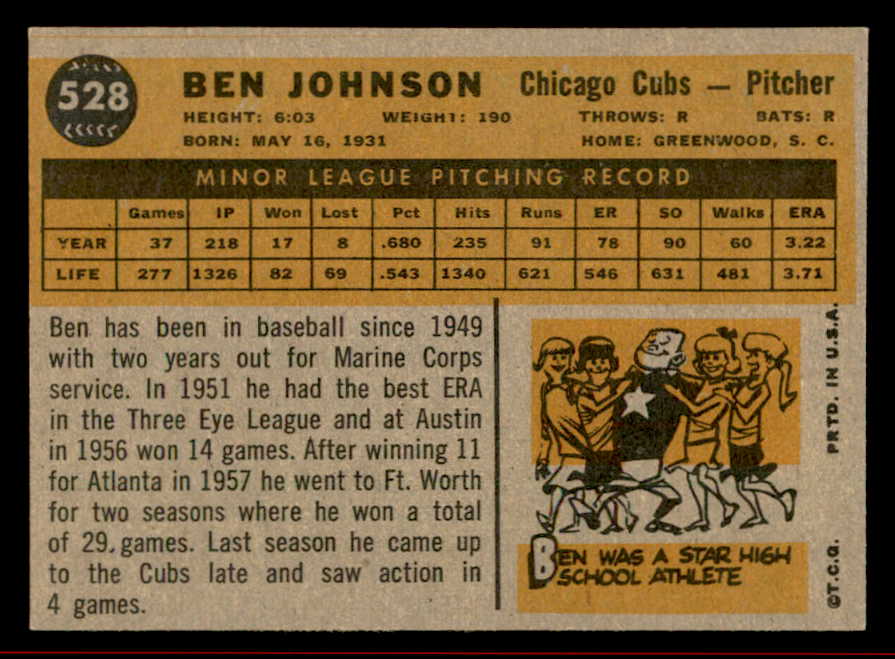 528
BEN JOHNSON Chicago Cubs — Pitcher
HEIGHT: 6:03 WEIGHT: 190 THROWS: R BATS: R
BORN: MAY 16, 1931 HOME: GREENWOOD, S. C.
MINOR LEAGUE PITCHING RECORD
Games IP Won Lost Pct Hits Runs ER SO Walks ERA
YEAR 37 218 17 8 .680 235 91 78 90 60 3.22
LIFE 277 1326 82 69 .543 1340 621 546 631 481 3.71
Ben has been in baseball since 1949
with two years out for Marine Corps
service. In 1951 he had the best ERA
in the Three Eye League and at Austin
in 1956 won 14 games. After winning 11
for Atlanta in 1957 he went to Ft. Worth
for two seasons where he won a total
of 29 games. Last season he came up
to the Cubs late and saw action in
4 games.
BEN WAS A STAR HIGH
SCHOOL ATHLETE
©T.C.G. PRTD. IN U.S.A.